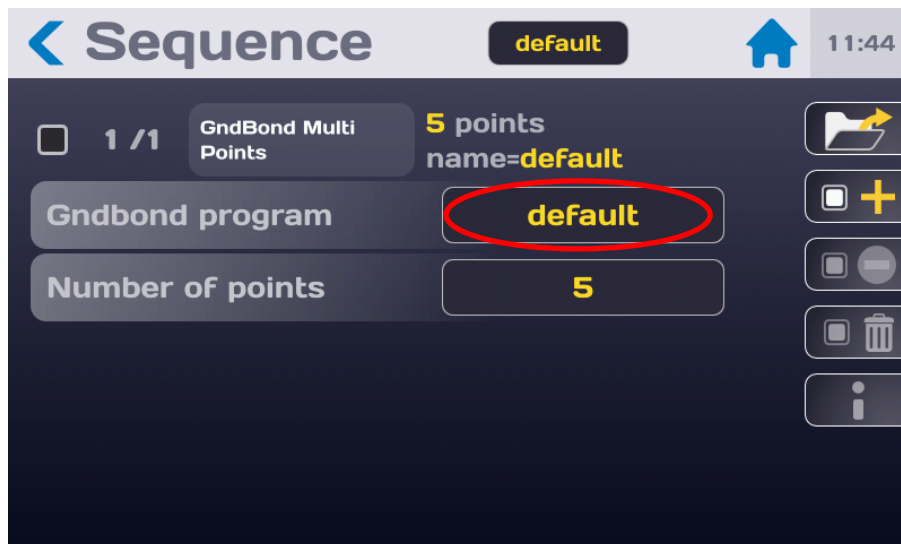 Sequence
default
11:44
1 /1
GndBond Multi
Points
5 points
name=default
Gndbond program
default
Number of points
5